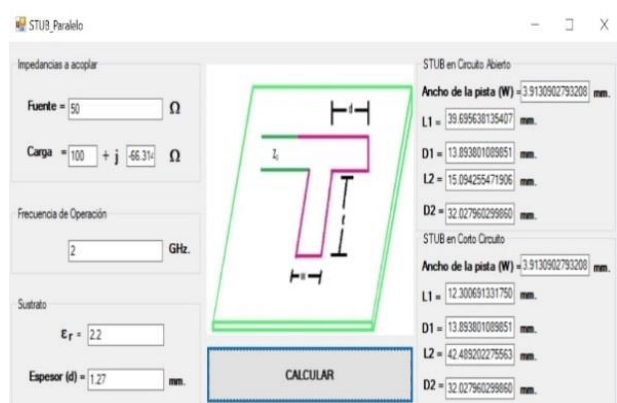 STUB_Paralelo
Impedancias a acoplar
Fuente = 50 Ω
Carga = 100 + j -66.314 Ω
Frecuencia de Operación
2 GHz.
Sustrato
εr = 2.2
Espesor (d) = 1.27 mm.
d
Z₁
ℓ
w
CALCULAR
STUB en Circuito Abierto
Ancho de la pista (W) = 3.9130902793208 mm.
L1 = 39.695638135407 mm.
D1 = 13.893801089851 mm.
L2 = 15.094255471906 mm.
D2 = 32.027960299860 mm.
STUB en Corto Circuito
Ancho de la pista (W) = 3.9130902793208 mm.
L1 = 12.300691331750 mm.
D1 = 13.893801089851 mm.
L2 = 42.489202275563 mm.
D2 = 32.027960299860 mm.